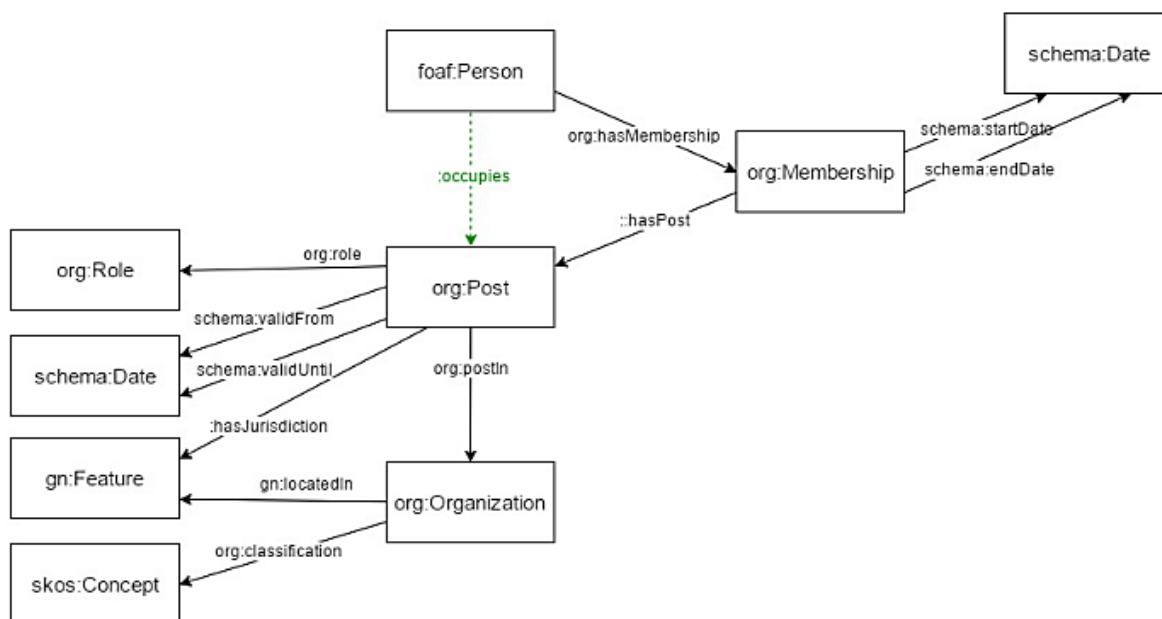 foaf:Person
schema:Date
org:hasMembership
schema:startDate
org:Membership
schema:endDate
:occupies
::hasPost
org:Role
org:role
org:Post
schema:validFrom
schema:Date
schema:validUntil
org:postIn
:hasJurisdiction
gn:Feature
gn:locatedIn
org:Organization
org:classification
skos:Concept